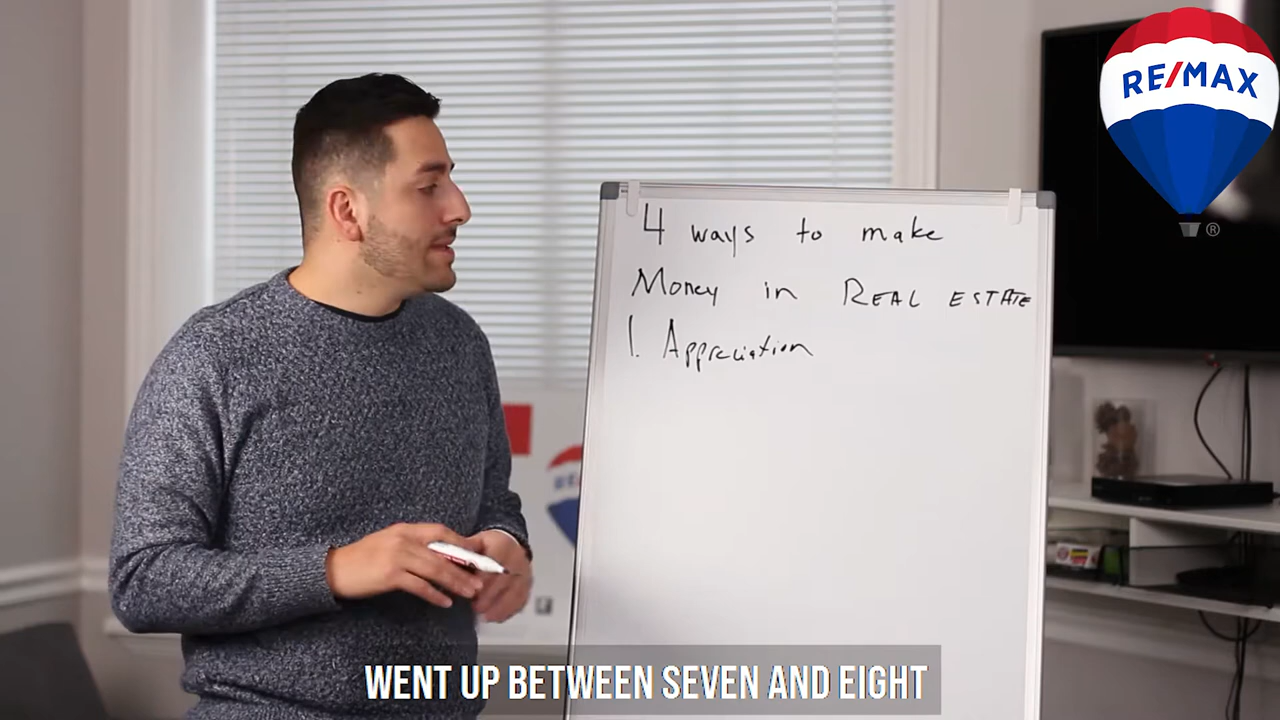 RE/MAX
®
4 ways to make
Money in REAL ESTATE
1. Appreciation
WENT UP BETWEEN SEVEN AND EIGHT